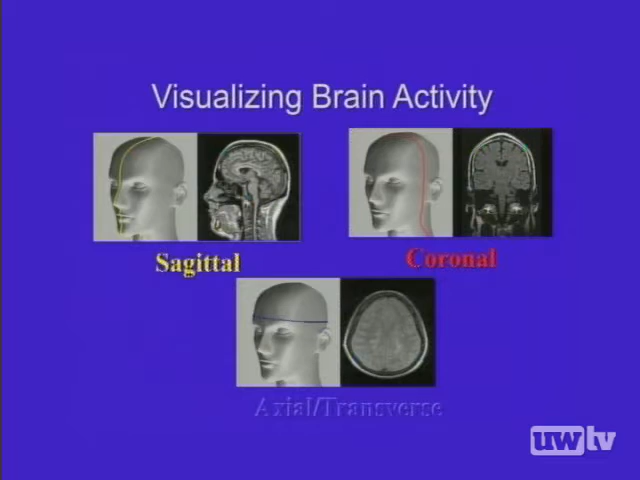 Visualizing Brain Activity
Sagittal
Coronal
Axial/Transverse
uwtv